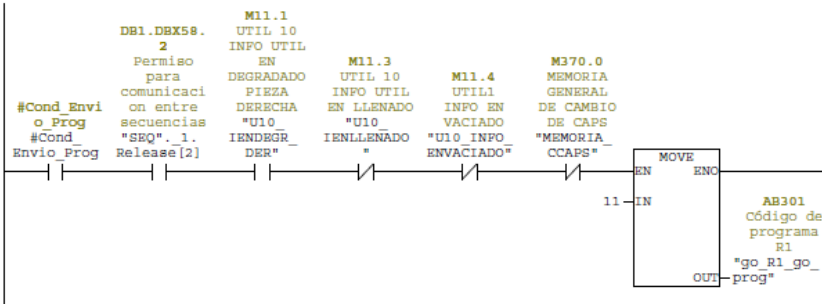 #Cond_Envi
o_Prog
#Cond_
Envio_Prog
DB1.DBX58.
2
Permiso
para
comunicaci
on entre
secuencias
"SEQ"._1.
Release[2]
M11.1
UTIL 10
INFO UTIL
EN
DEGRADADO
PIEZA
DERECHA
"U10_
IENDEGR_
DER"
M11.3
UTIL 10
INFO UTIL
EN LLENADO
"U10_
IENLLENADO
"
M11.4
UTIL1
INFO EN
VACIADO
"U10_INFO_
ENVACIADO"
M370.0
MEMORIA
GENERAL
DE CAMBIO
DE CAPS
"MEMORIA_
CCAPS"
MOVE
EN ENO
11 IN
OUT
AB301
Código de
programa
R1
"go_R1_go_
prog"